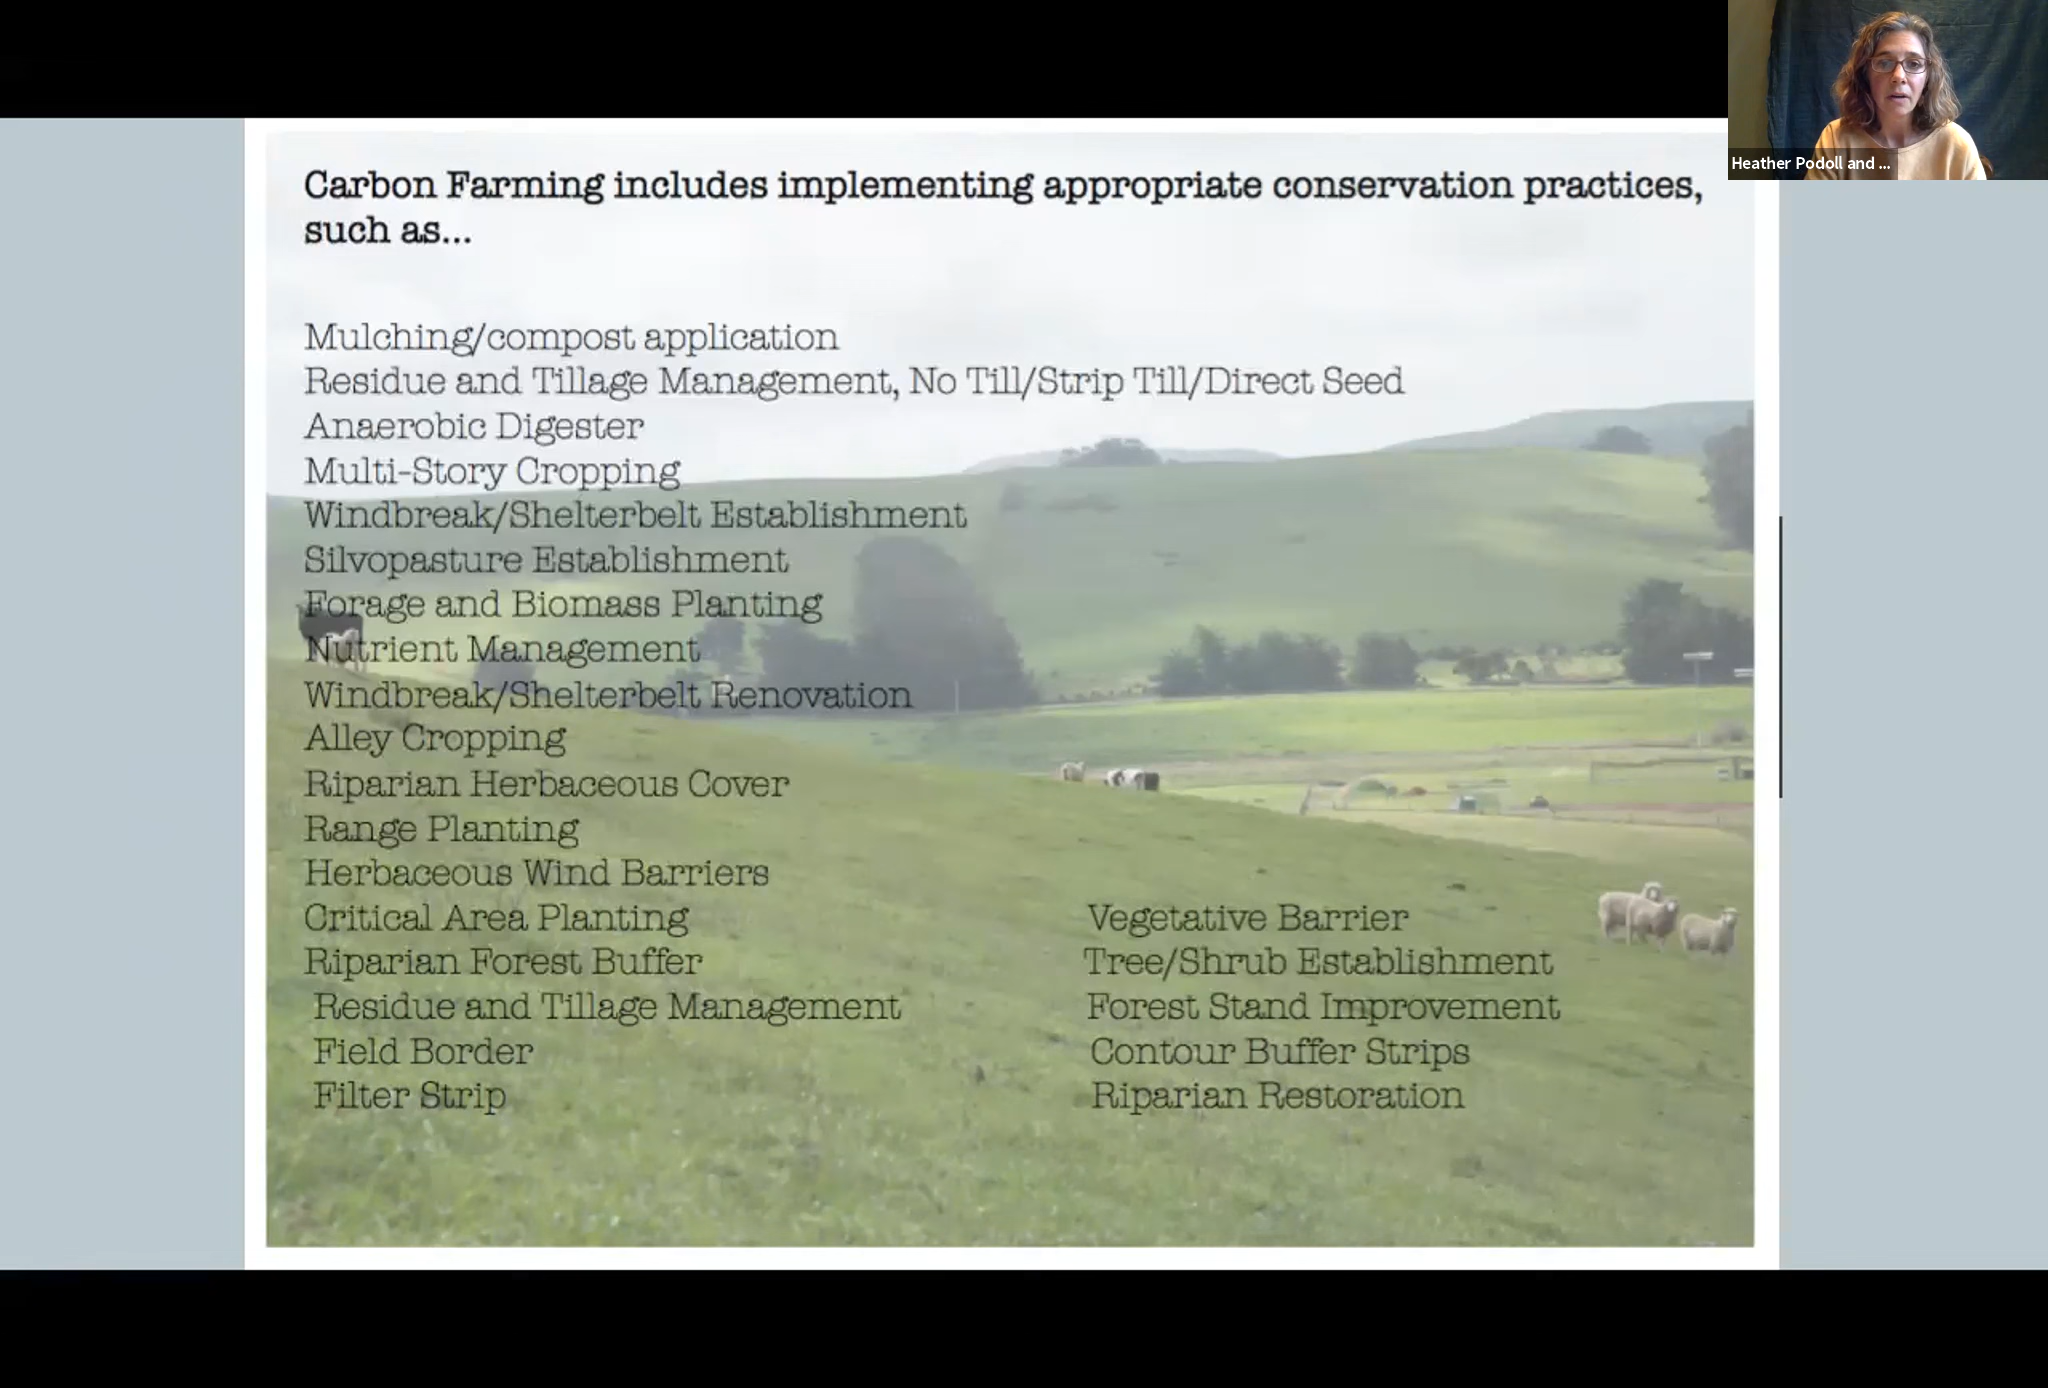 Heather Podoll and ...
Carbon Farming includes implementing appropriate conservation practices,
such as...
Mulching/compost application
Residue and Tillage Management, No Till/Strip Till/Direct Seed
Anaerobic Digester
Multi-Story Cropping
Windbreak/Shelterbelt Establishment
Silvopasture Establishment
Forage and Biomass Planting
Nutrient Management
Windbreak/Shelterbelt Renovation
Alley Cropping
Riparian Herbaceous Cover
Range Planting
Herbaceous Wind Barriers
Critical Area Planting
Riparian Forest Buffer
Residue and Tillage Management
Field Border
Filter Strip
Vegetative Barrier
Tree/Shrub Establishment
Forest Stand Improvement
Contour Buffer Strips
Riparian Restoration